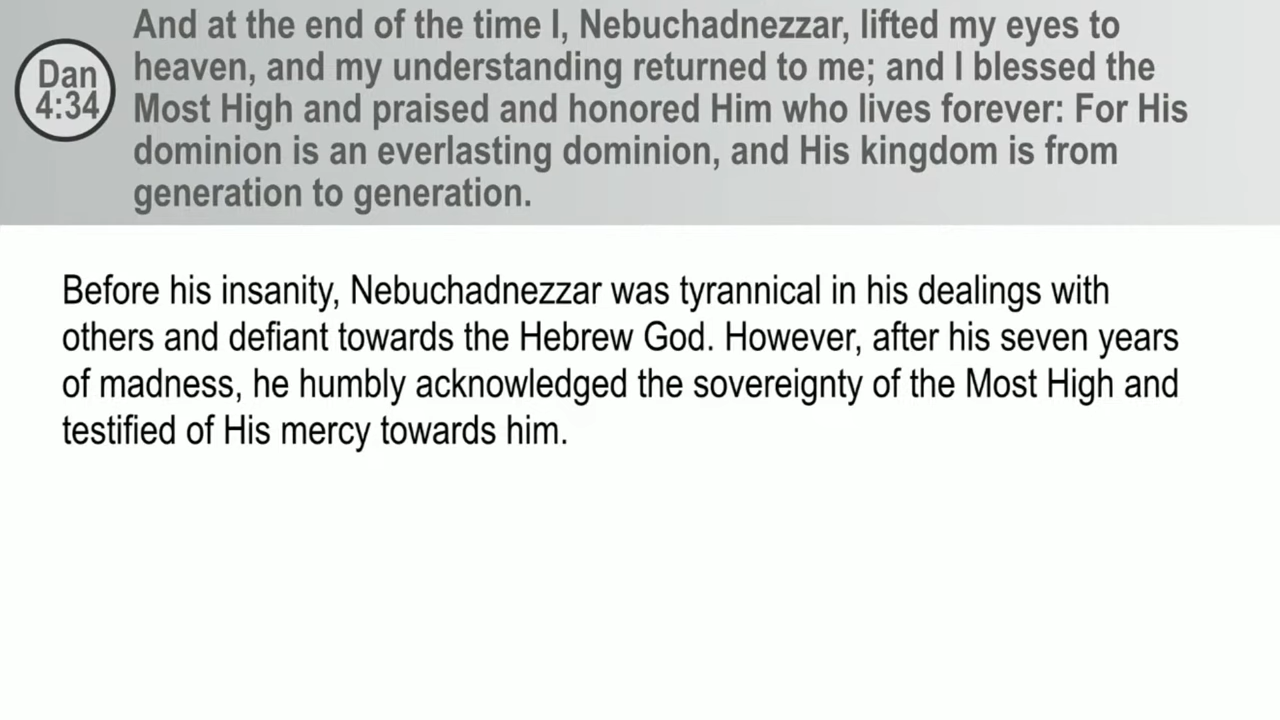 Dan
4:34
And at the end of the time I, Nebuchadnezzar, lifted my eyes to
heaven, and my understanding returned to me; and I blessed the
Most High and praised and honored Him who lives forever: For His
dominion is an everlasting dominion, and His kingdom is from
generation to generation.
Before his insanity, Nebuchadnezzar was tyrannical in his dealings with
others and defiant towards the Hebrew God. However, after his seven years
of madness, he humbly acknowledged the sovereignty of the Most High and
testified of His mercy towards him.